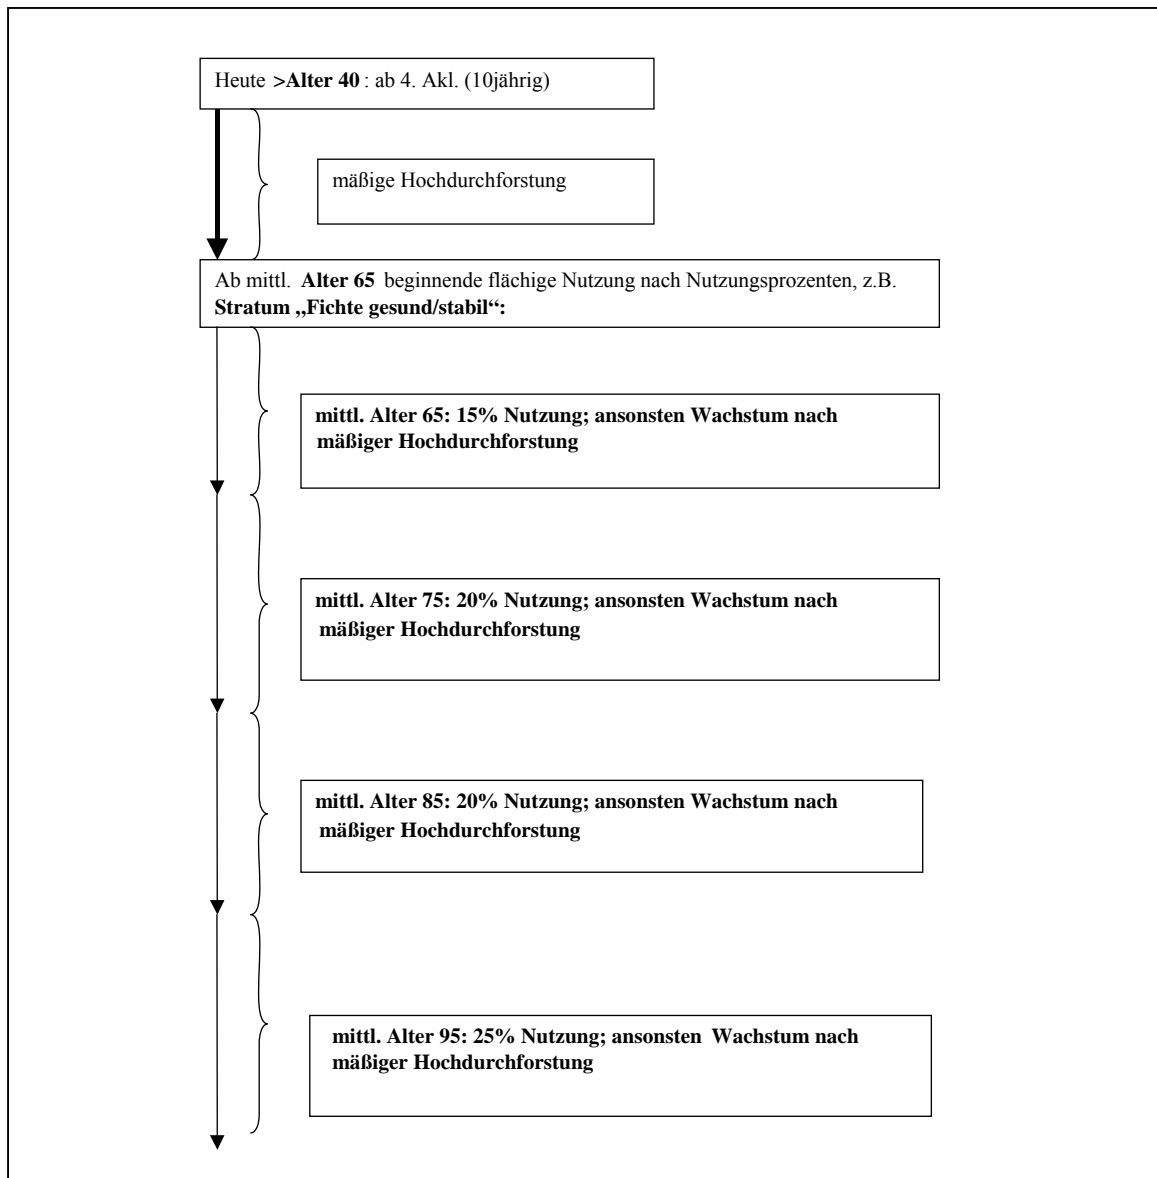 Heute >Alter 40 : ab 4. Akl. (10jährig)
mäßige Hochdurchforstung
Ab mittl. Alter 65 beginnende flächige Nutzung nach Nutzungsprozenten, z.B.
Stratum „Fichte gesund/stabil“:
mittl. Alter 65: 15% Nutzung; ansonsten Wachstum nach
mäßiger Hochdurchforstung
mittl. Alter 75: 20% Nutzung; ansonsten Wachstum nach
mäßiger Hochdurchforstung
mittl. Alter 85: 20% Nutzung; ansonsten Wachstum nach
mäßiger Hochdurchforstung
mittl. Alter 95: 25% Nutzung; ansonsten Wachstum nach
mäßiger Hochdurchforstung